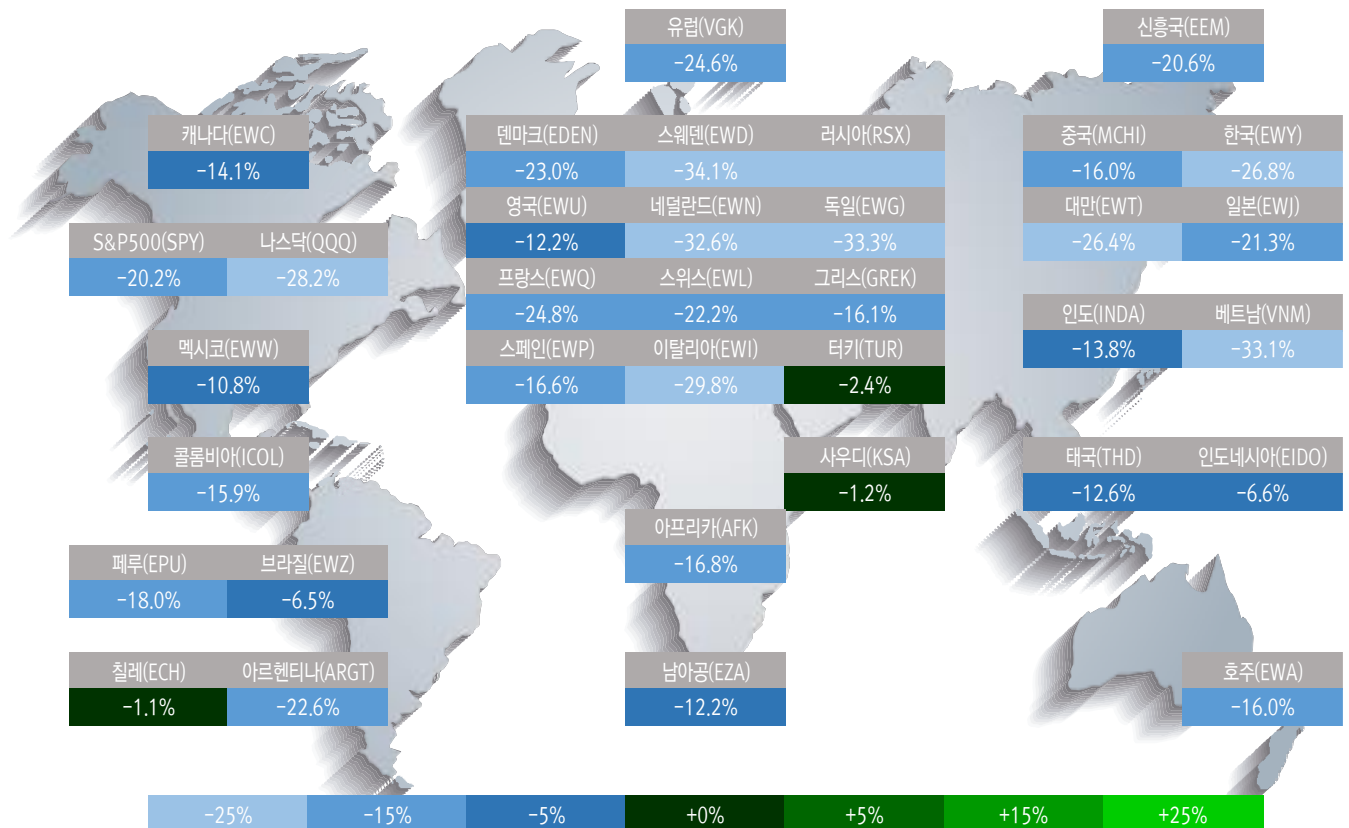 유럽(VGK) 신흥국(EEM)
-24.6% -20.6%
캐나다(EWC) 덴마크(EDEN) 스웨덴(EWD) 러시아(RSX) 중국(MCHI) 한국(EWY)
-14.1% -23.0% -34.1% -16.0% -26.8%
영국(EWU) 네덜란드(EWN) 독일(EWG) 대만(EWT) 일본(EWJ)
S&P500(SPY) 나스닥(QQQ) -12.2% -32.6% -33.3% -26.4% -21.3%
-20.2% -28.2% 프랑스(EWQ) 스위스(EWL) 그리스(GREK)
-24.8% -22.2% -16.1% 인도(INDA) 베트남(VNM)
멕시코(EWW) 스페인(EWP) 이탈리아(EWI) 터키(TUR) -13.8% -33.1%
-10.8% -16.6% -29.8% -2.4%
콜롬비아(ICOL) 사우디(KSA) 태국(THD) 인도네시아(EIDO)
-15.9% -1.2% -12.6% -6.6%
아프리카(AFK)
페루(EPU) 브라질(EWZ) -16.8%
-18.0% -6.5%
칠레(ECH) 아르헨티나(ARGT) 남아공(EZA) 호주(EWA)
-1.1% -22.6% -12.2% -16.0%
-25% -15% -5% +0% +5% +15% +25%